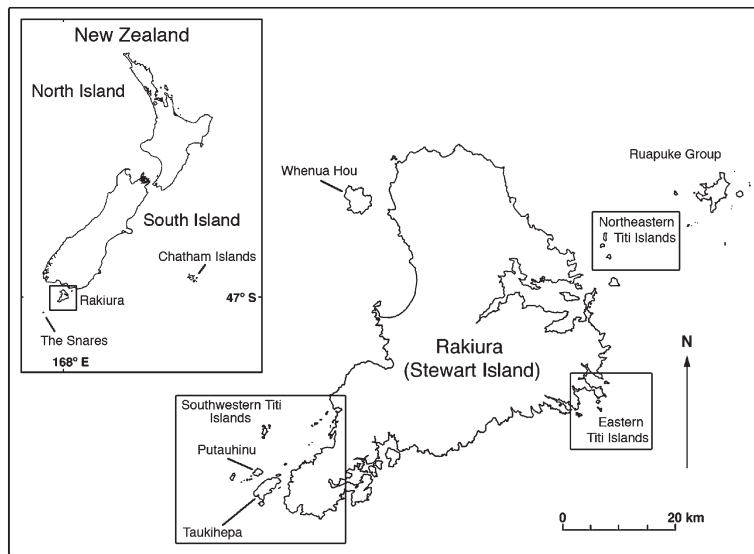 New Zealand
North Island
South Island
Chatham Islands
Rakiura
47° S
The Snares
168° E
Whenua Hou
Ruapuke Group
Northeastern
Titi Islands
Rakiura
(Stewart Island)
N
Southwestern Titi
Islands
Putauhinu
Taukihepa
Eastern
Titi Islands
0 20 km